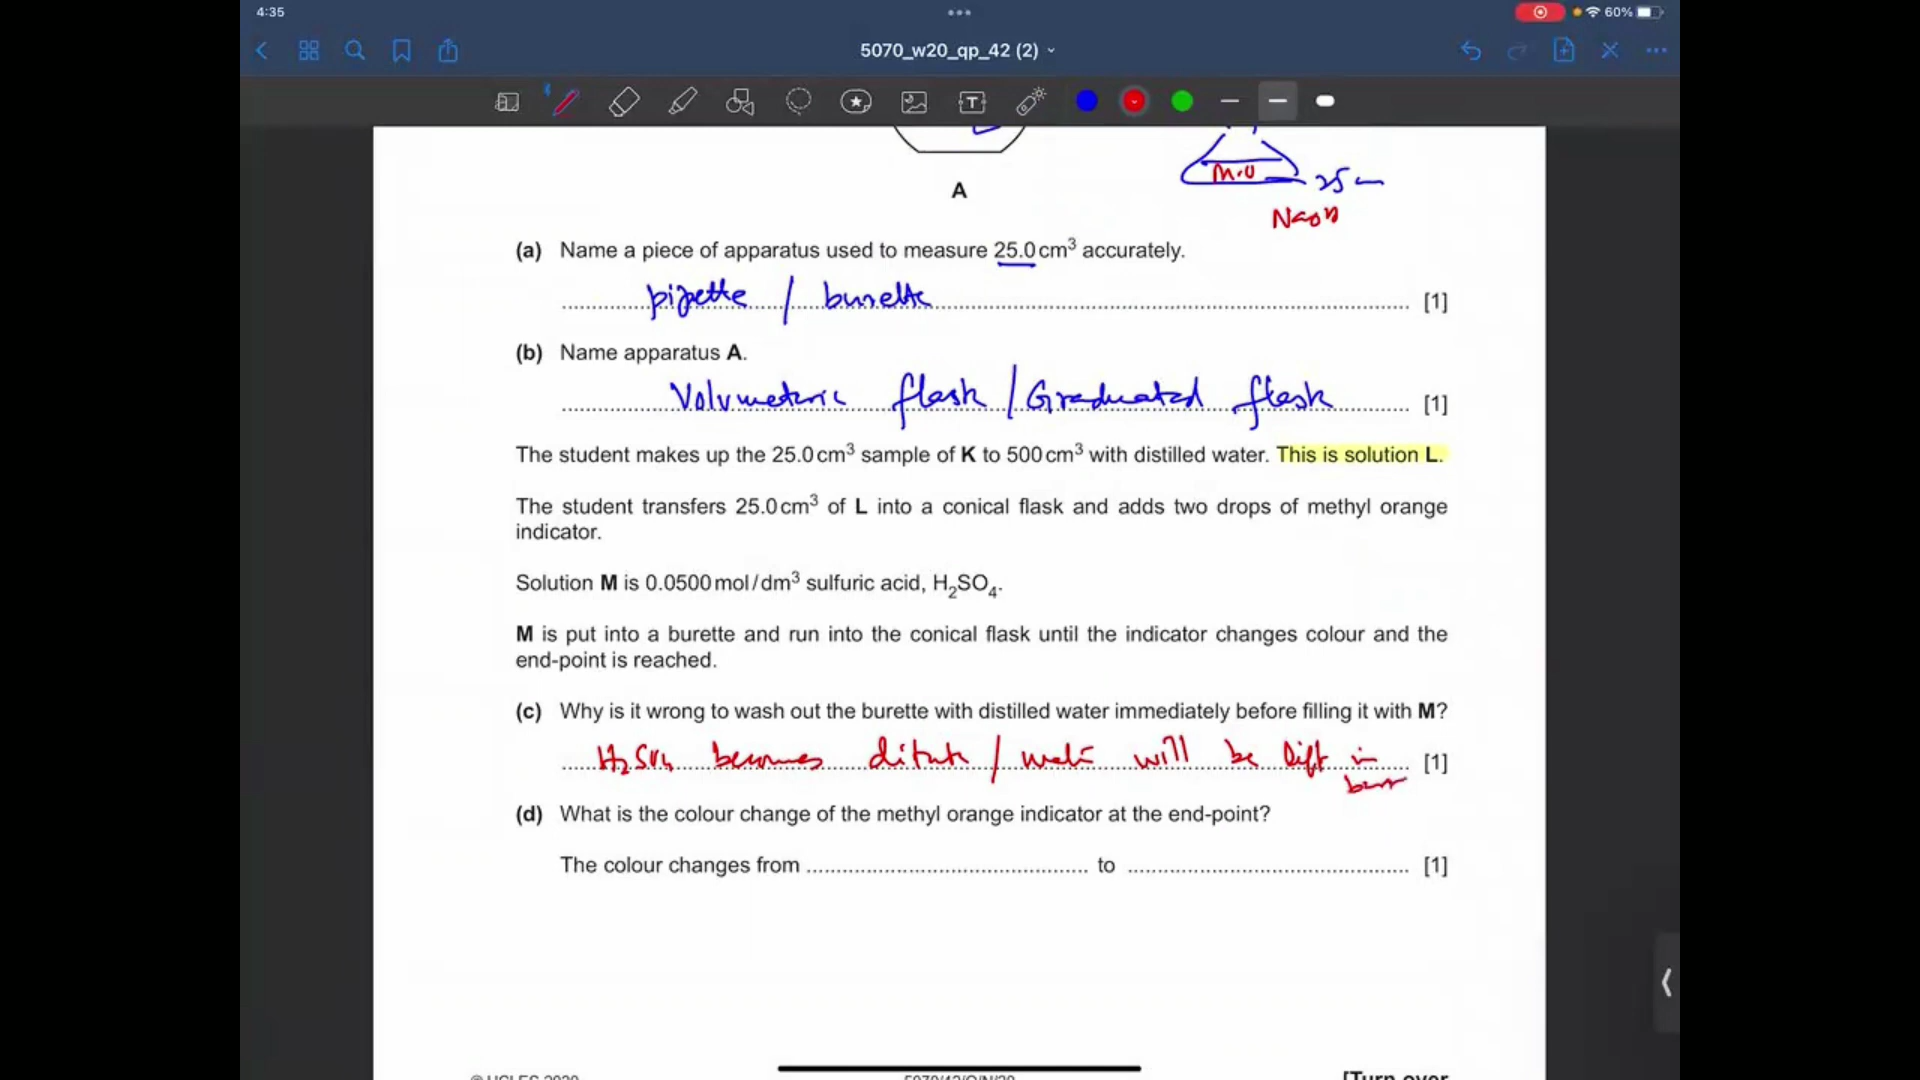 4:35
60%
5070_w20_qp_42 (2)
M.O
25
NaOH
A
(a) Name a piece of apparatus used to measure 25.0 cm³ accurately.
pipette / burette [1]
(b) Name apparatus A.
Volumetric flask / Graduated flask [1]
The student makes up the 25.0 cm³ sample of K to 500 cm³ with distilled water. This is solution L.
The student transfers 25.0 cm³ of L into a conical flask and adds two drops of methyl orange
indicator.
Solution M is 0.0500 mol/dm³ sulfuric acid, H₂SO₄.
M is put into a burette and run into the conical flask until the indicator changes colour and the
end-point is reached.
(c) Why is it wrong to wash out the burette with distilled water immediately before filling it with M?
H₂SO₄ becomes dilute / water will be left in [1]
(d) What is the colour change of the methyl orange indicator at the end-point?
The colour changes from ................................................ to ............................................... [1]
© UCLES 2020 5070/42/O/N/20 [Turn over